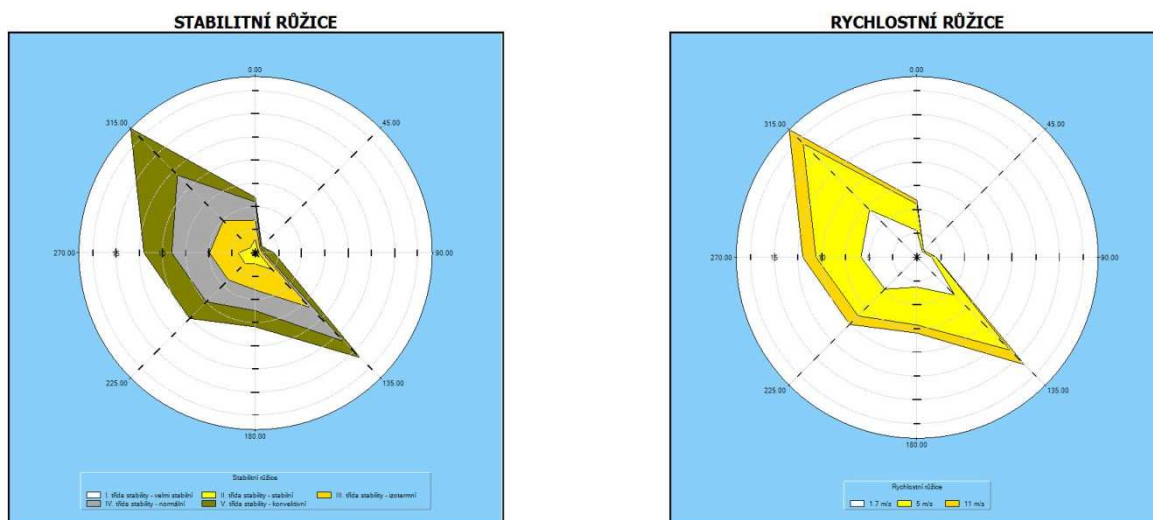 STABILITNÍ RŮŽICE
0.00
315.00
45.00
270.00
15
5
90.00
225.00
135.00
180.00
Stabilitní růžice
I. třída stability - velmi stabilní
II. třída stability - stabilní
III. třída stability - izotermní
IV. třída stability - normální
V. třída stability - konvektivní
RYCHLOSTNÍ RŮŽICE
0.00
315.00
45.00
270.00
15
10
5
90.00
225.00
135.00
180.00
Rychlostní růžice
1.7 m/s
5 m/s
11 m/s